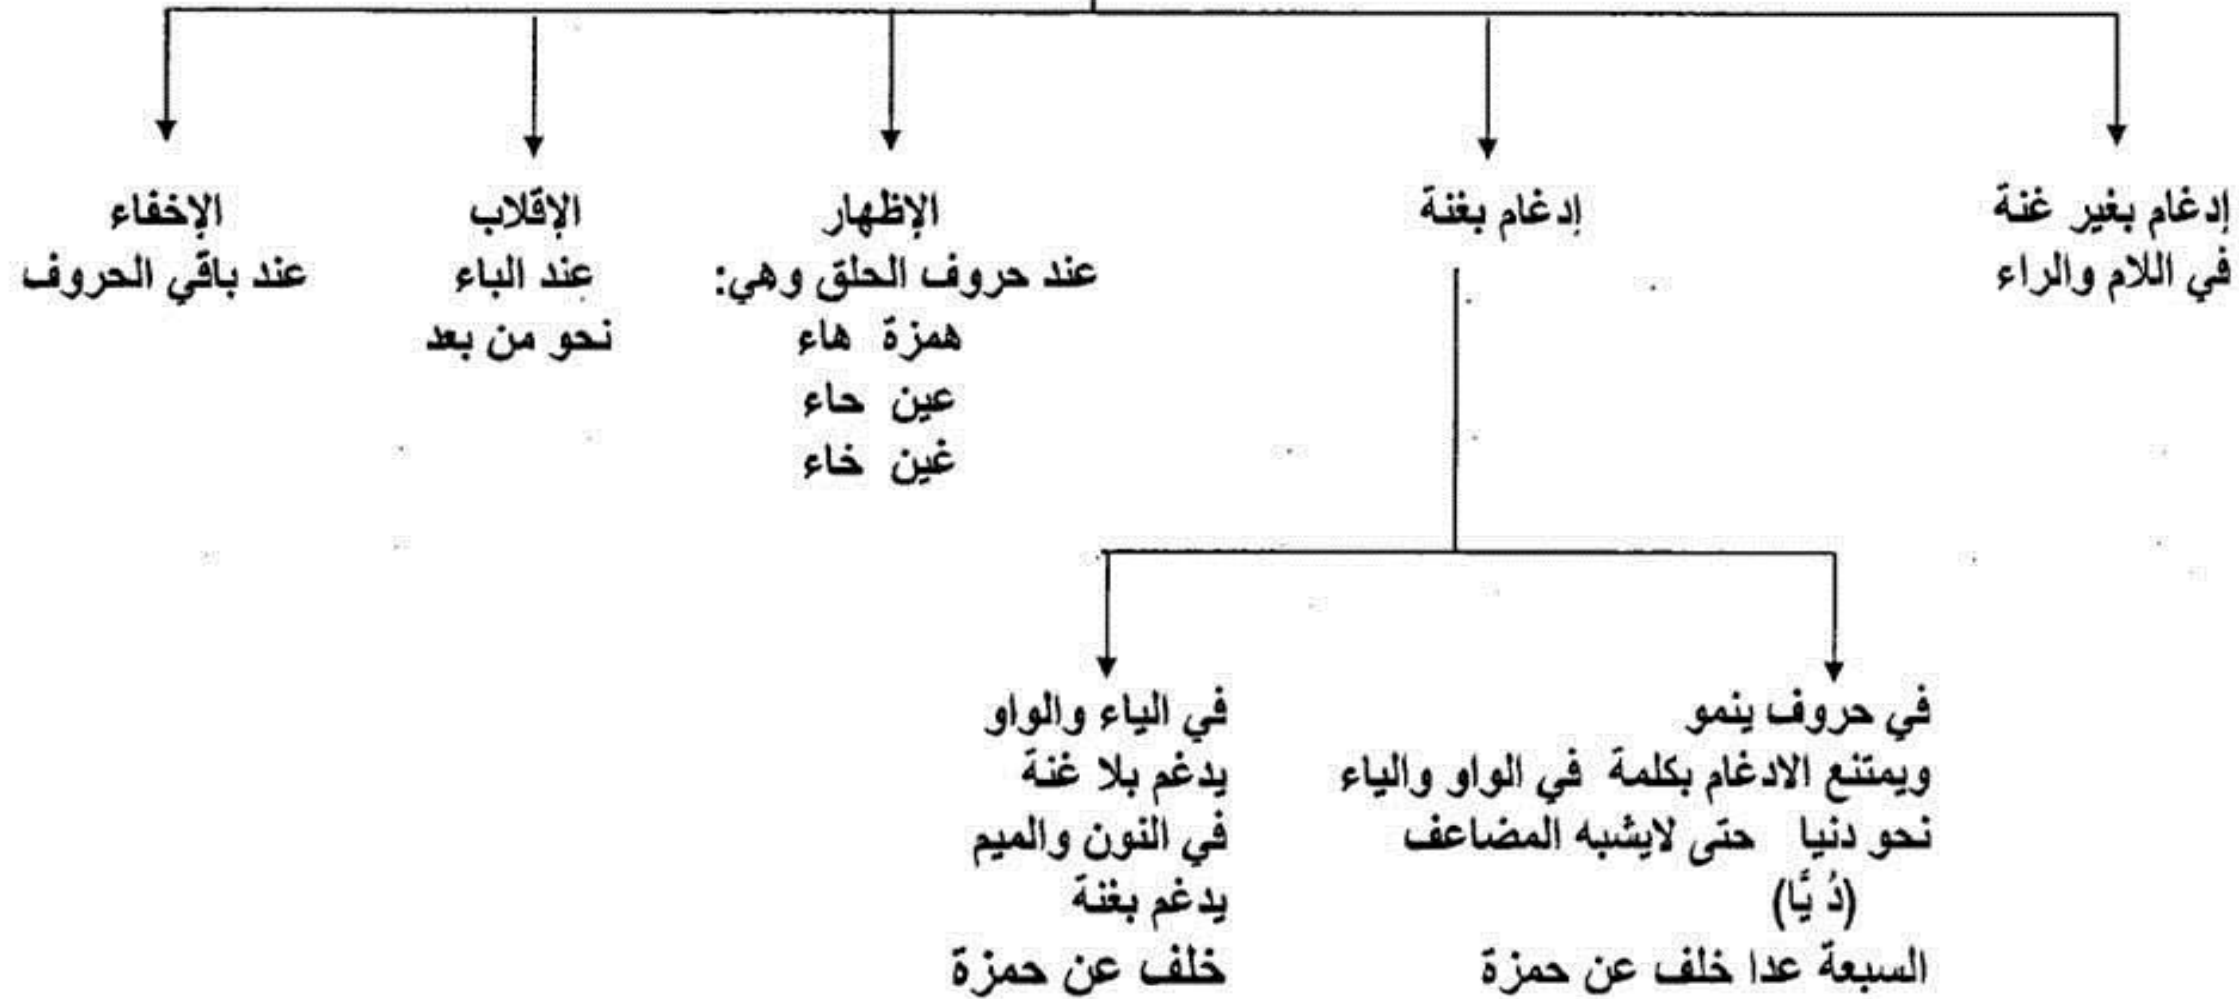 إدغام بغير غنة
في اللام والراء
إدغام بغنة
الإظهار
عند حروف الحلق وهي:
همزة هاء
عين حاء
غين خاء
الإقلاب
عند الباء
نحو من بعد
الإخفاء
عند باقي الحروف
في حروف ينمو
ويمتنع الادغام بكلمة في الواو والياء
نحو دنيا حتى لايشبه المضاعف
(دُ يَّا)
السبعة عدا خلف عن حمزة
في الياء والواو
يدغم بلا غنة
في النون والميم
يدغم بغنة
خلف عن حمزة